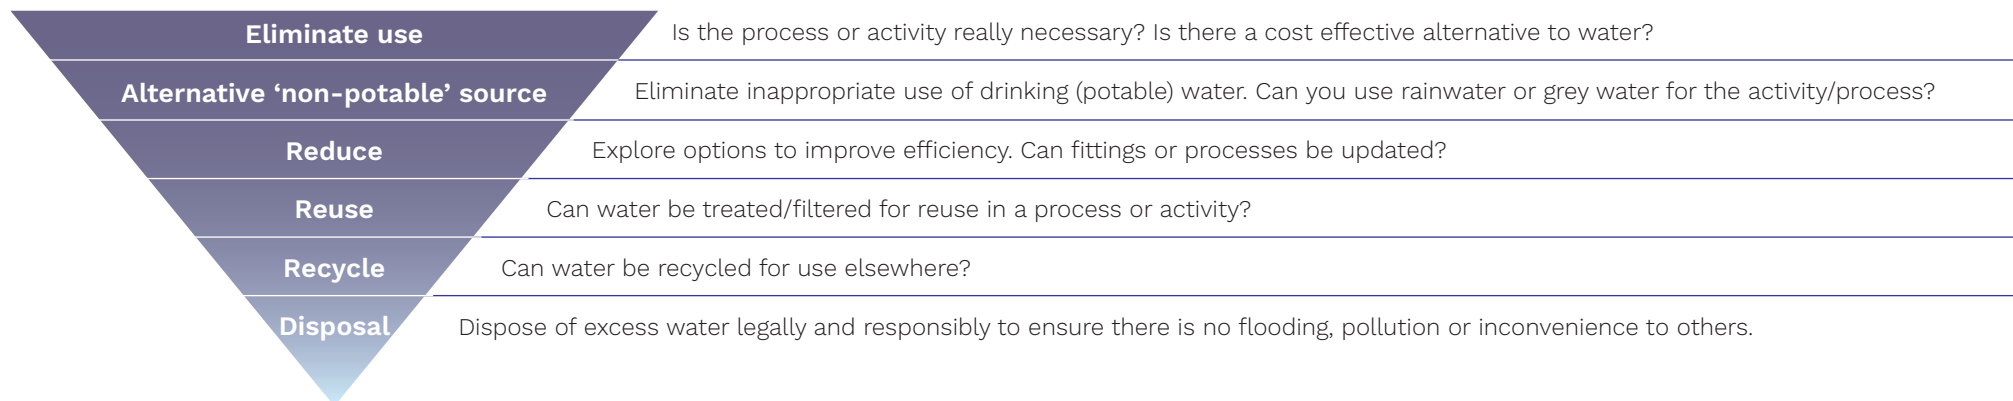 Eliminate use
Is the process or activity really necessary? Is there a cost effective alternative to water?
Alternative ‘non-potable’ source
Eliminate inappropriate use of drinking (potable) water. Can you use rainwater or grey water for the activity/process?
Reduce
Explore options to improve efficiency. Can fittings or processes be updated?
Reuse
Can water be treated/filtered for reuse in a process or activity?
Recycle
Can water be recycled for use elsewhere?
Disposal
Dispose of excess water legally and responsibly to ensure there is no flooding, pollution or inconvenience to others.